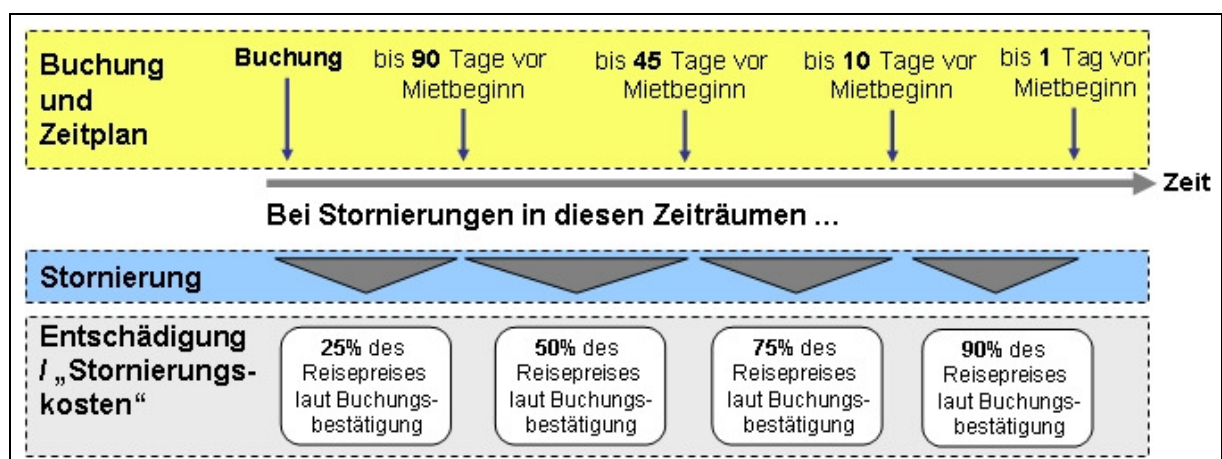 Buchung
und
Zeitplan
Buchung
bis 90 Tage vor
Mietbeginn
bis 45 Tage vor
Mietbeginn
bis 10 Tage vor
Mietbeginn
bis 1 Tag vor
Mietbeginn
Zeit
Bei Stornierungen in diesen Zeiträumen ...
Stornierung
Entschädigung
/ „Stornierungs-
kosten“
25% des
Reisepreises
laut Buchungs-
bestätigung
50% des
Reisepreises
laut Buchungs-
bestätigung
75% des
Reisepreises
laut Buchungs-
bestätigung
90% des
Reisepreises
laut Buchungs-
bestätigung